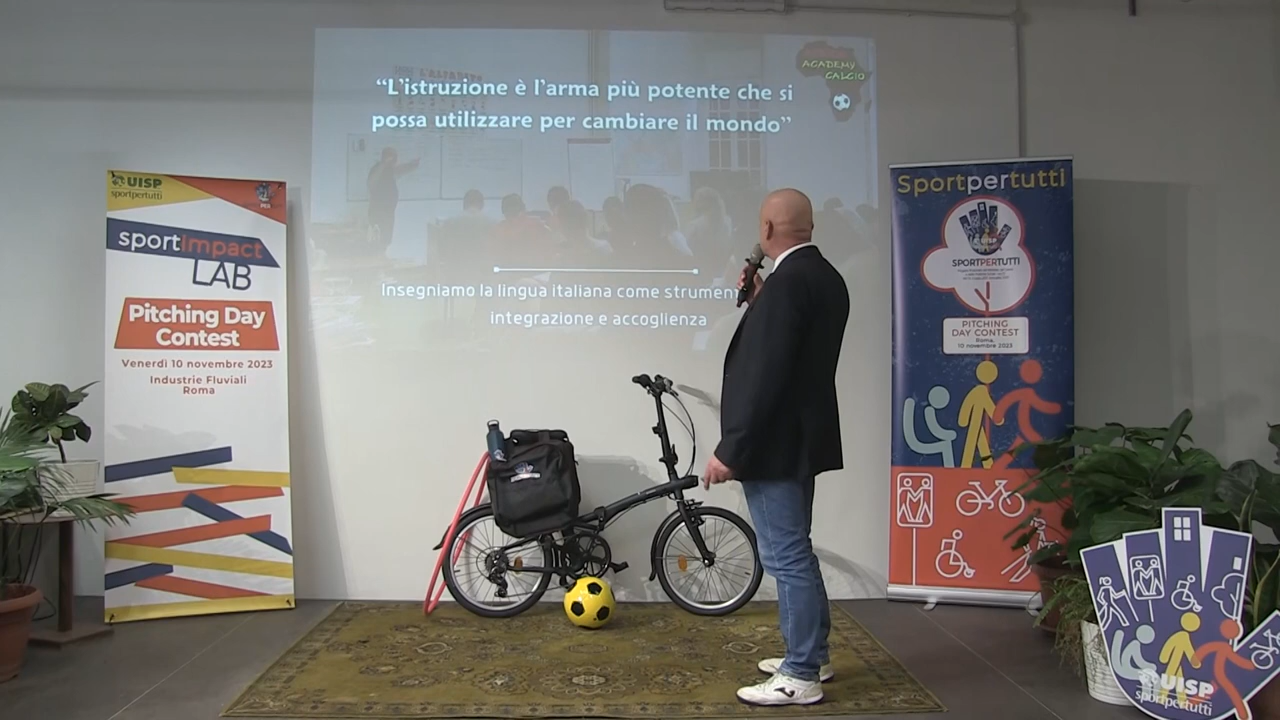 “L’istruzione è l’arma più potente che si
possa utilizzare per cambiare il mondo”
ACADEMY
CALCIO
Insegniamo la lingua italiana come
integrazione e accoglienza
UISP
sportpertutti
sportimpact
LAB
Pitching Day
Contest
Venerdì 10 novembre 2023
Industrie Fluviali
Roma
Sportpertutti
UISP
SPORTPERTUTTI
PITCHING
DAY CONTEST
Roma,
10 novembre 2023
UISP
sportpertutti